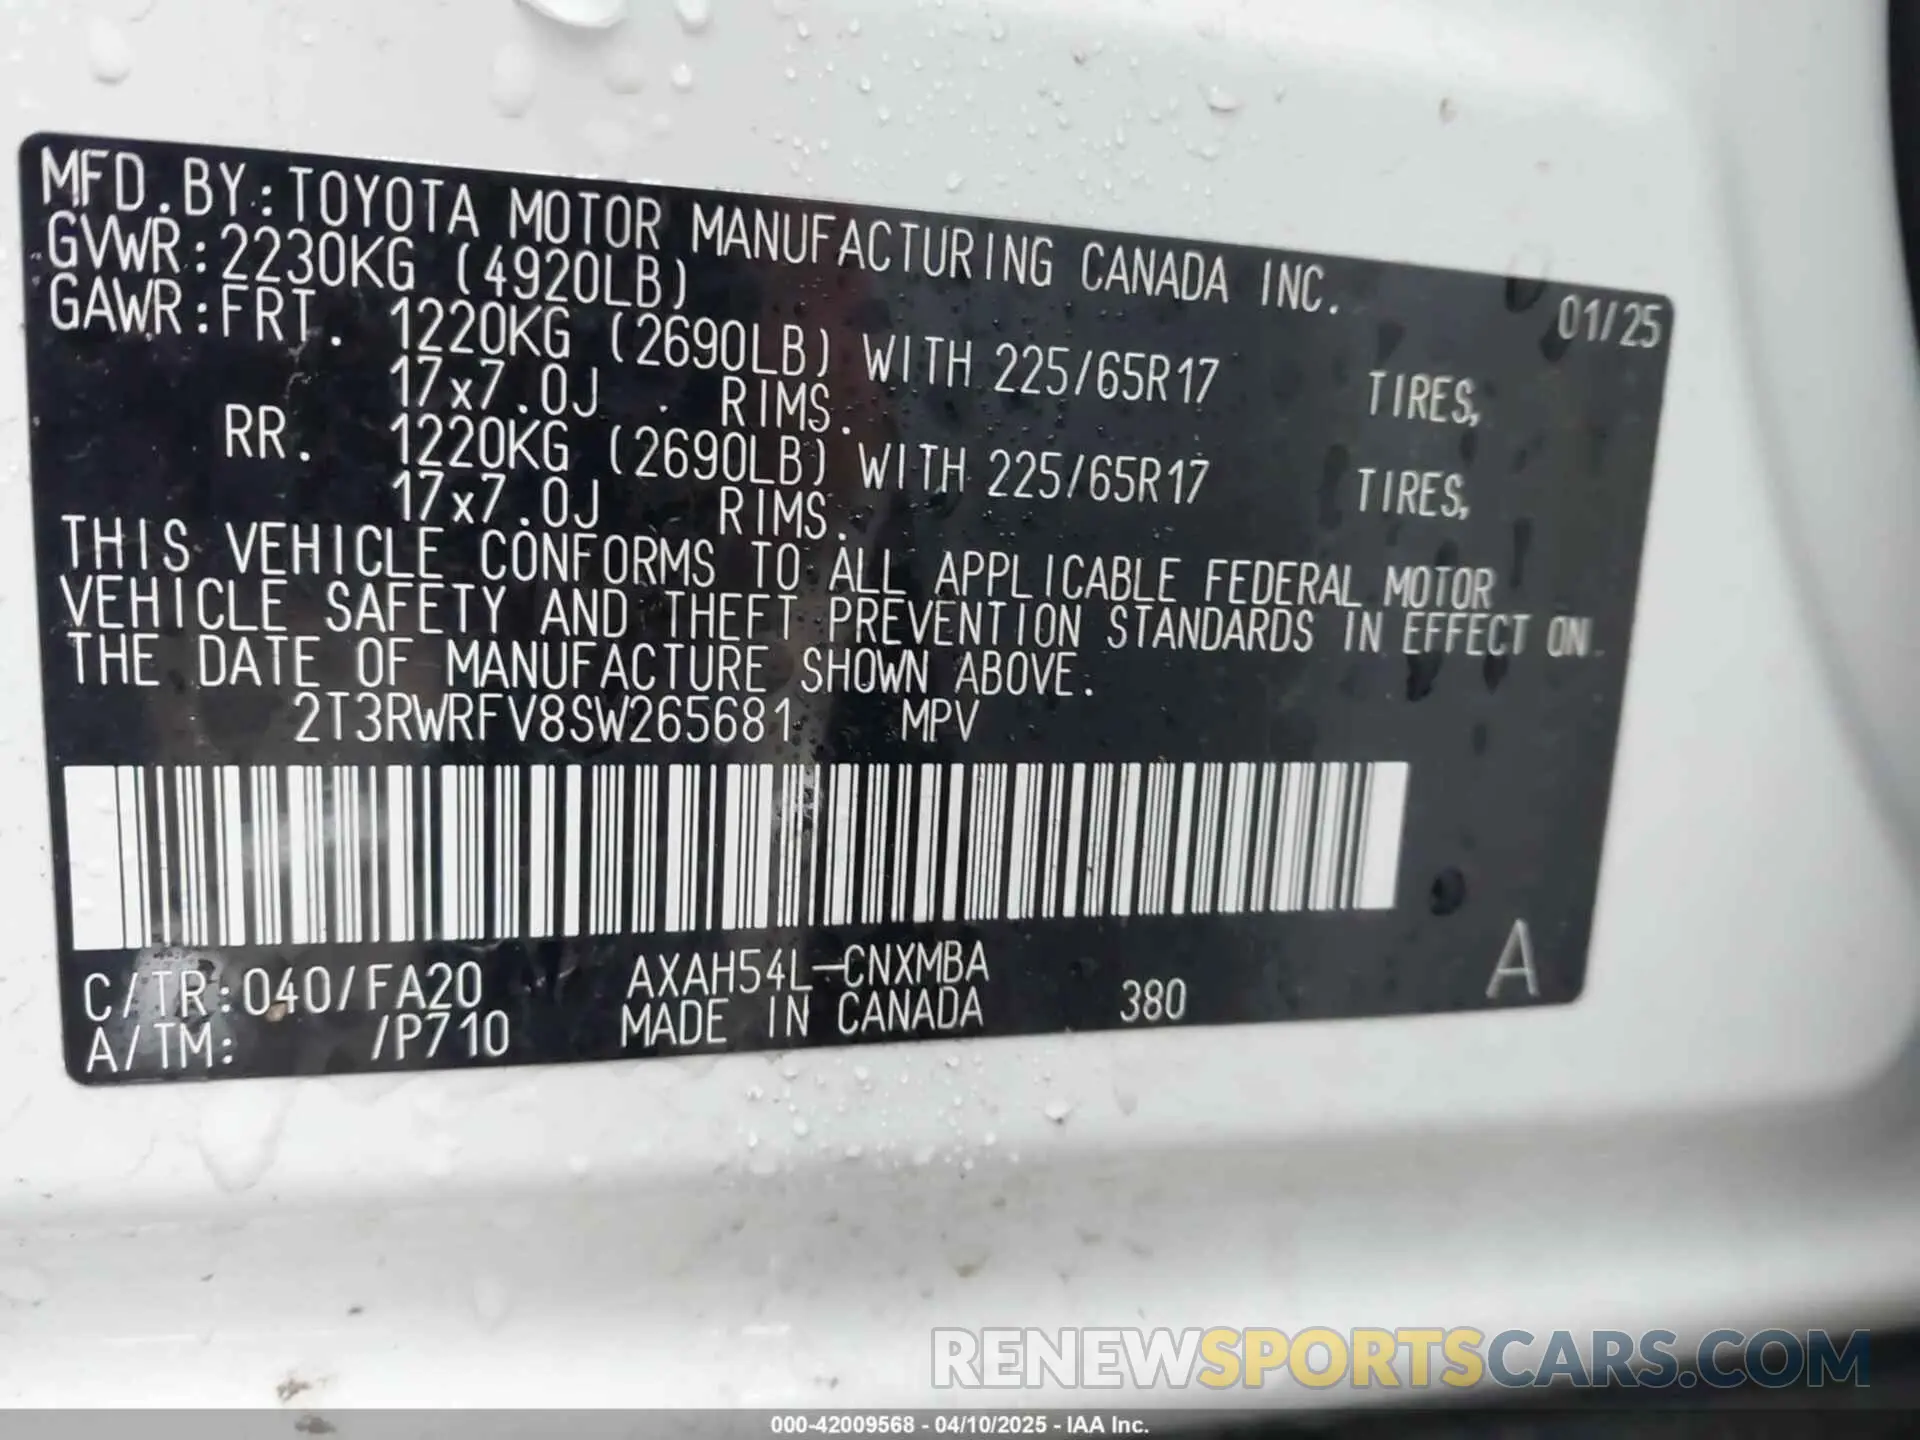 MFD.BY:TOYOTA MOTOR MANUFACTURING CANADA INC. 01/25
GVWR:2230KG (4920LB)
GAWR:FRT. 1220KG (2690LB) WITH 225/65R17 TIRES,
17x7.0J RIMS.
RR. 1220KG (2690LB) WITH 225/65R17 TIRES,
17x7.0J RIMS.
THIS VEHICLE CONFORMS TO ALL APPLICABLE FEDERAL MOTOR
VEHICLE SAFETY AND THEFT PREVENTION STANDARDS IN EFFECT ON
THE DATE OF MANUFACTURE SHOWN ABOVE.
2T3RWRFV8SW265681 MPV
C/TR:040/FA20 AXAH54L-CNXMBA A
A/TM: /P710 MADE IN CANADA 380
RENEWSPORTSCARS.COM
000-42009568 - 04/10/2025 - IAA Inc.